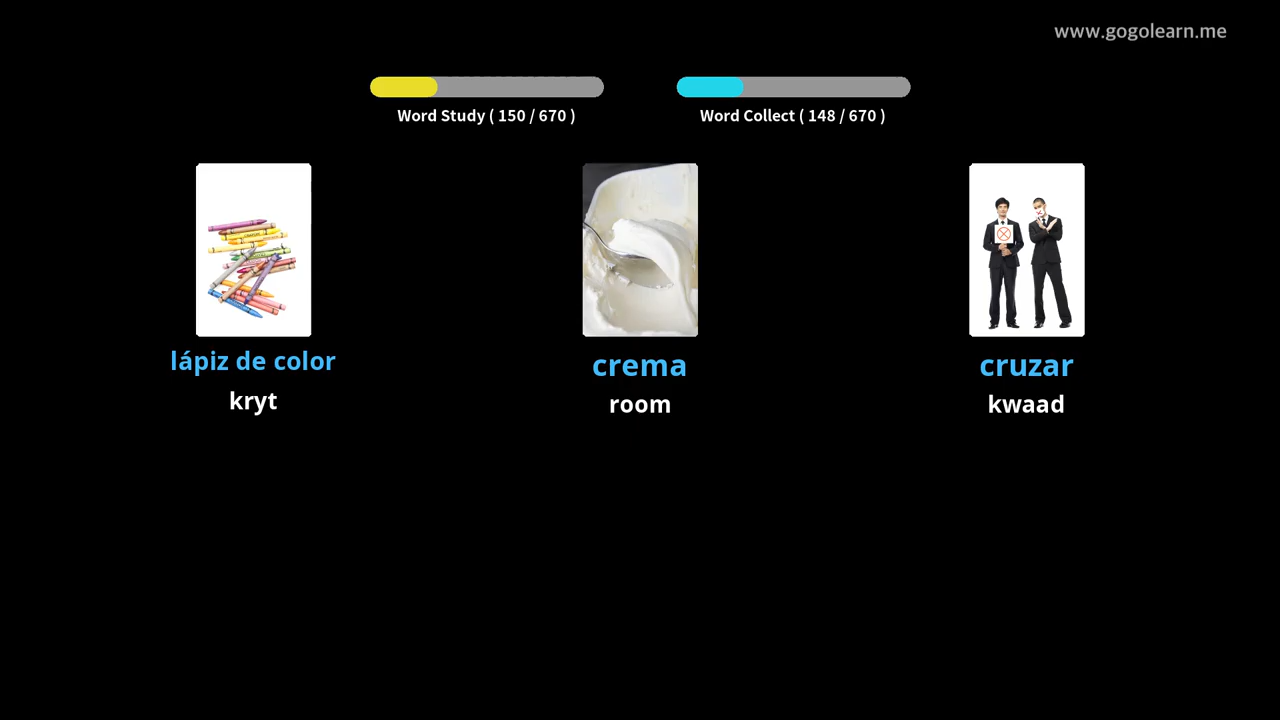 www.gogolearn.me
Word Study ( 150 / 670 )
Word Collect ( 148 / 670 )
lápiz de color
crema
cruzar
kryt
room
kwaad